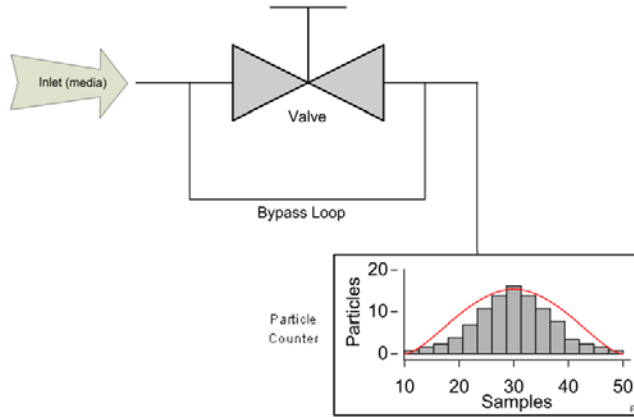 Inlet (media)
Valve
Bypass Loop
Particle
Counter
Particles
20
10
0
10 20 30 40 50
Samples